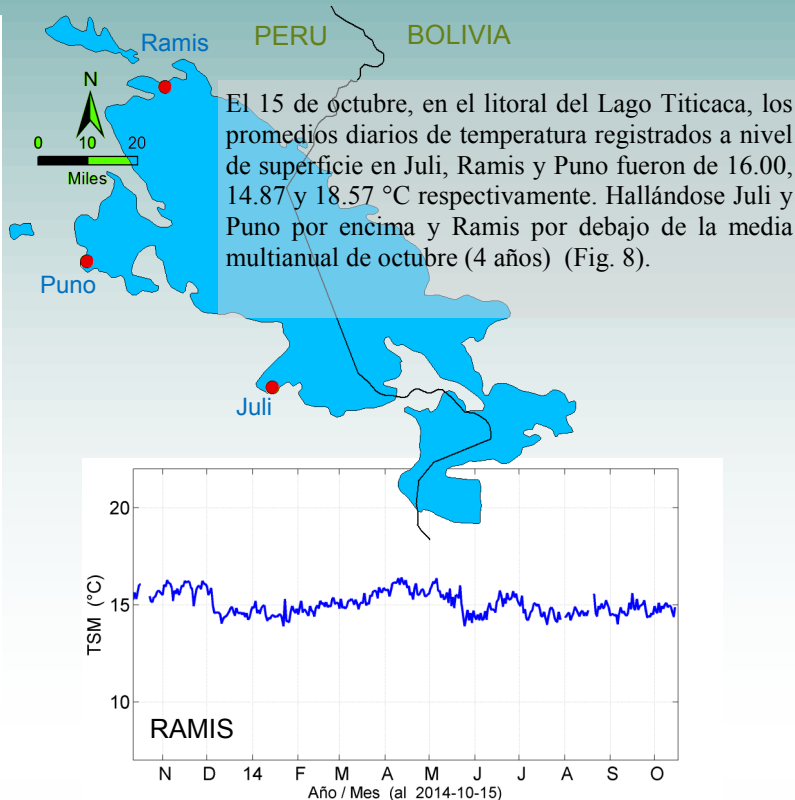 PERU BOLIVIA
Ramis
N
0 10 20
Miles
El 15 de octubre, en el litoral del Lago Titicaca, los
promedios diarios de temperatura registrados a nivel
de superficie en Juli, Ramis y Puno fueron de 16.00,
14.87 y 18.57 °C respectivamente. Hallándose Juli y
Puno por encima y Ramis por debajo de la media
multianual de octubre (4 años) (Fig. 8).
Puno
Juli
20
15
10
TSM (°C)
RAMIS
N D 14 F M A M J J A S O
Año / Mes (al 2014-10-15)